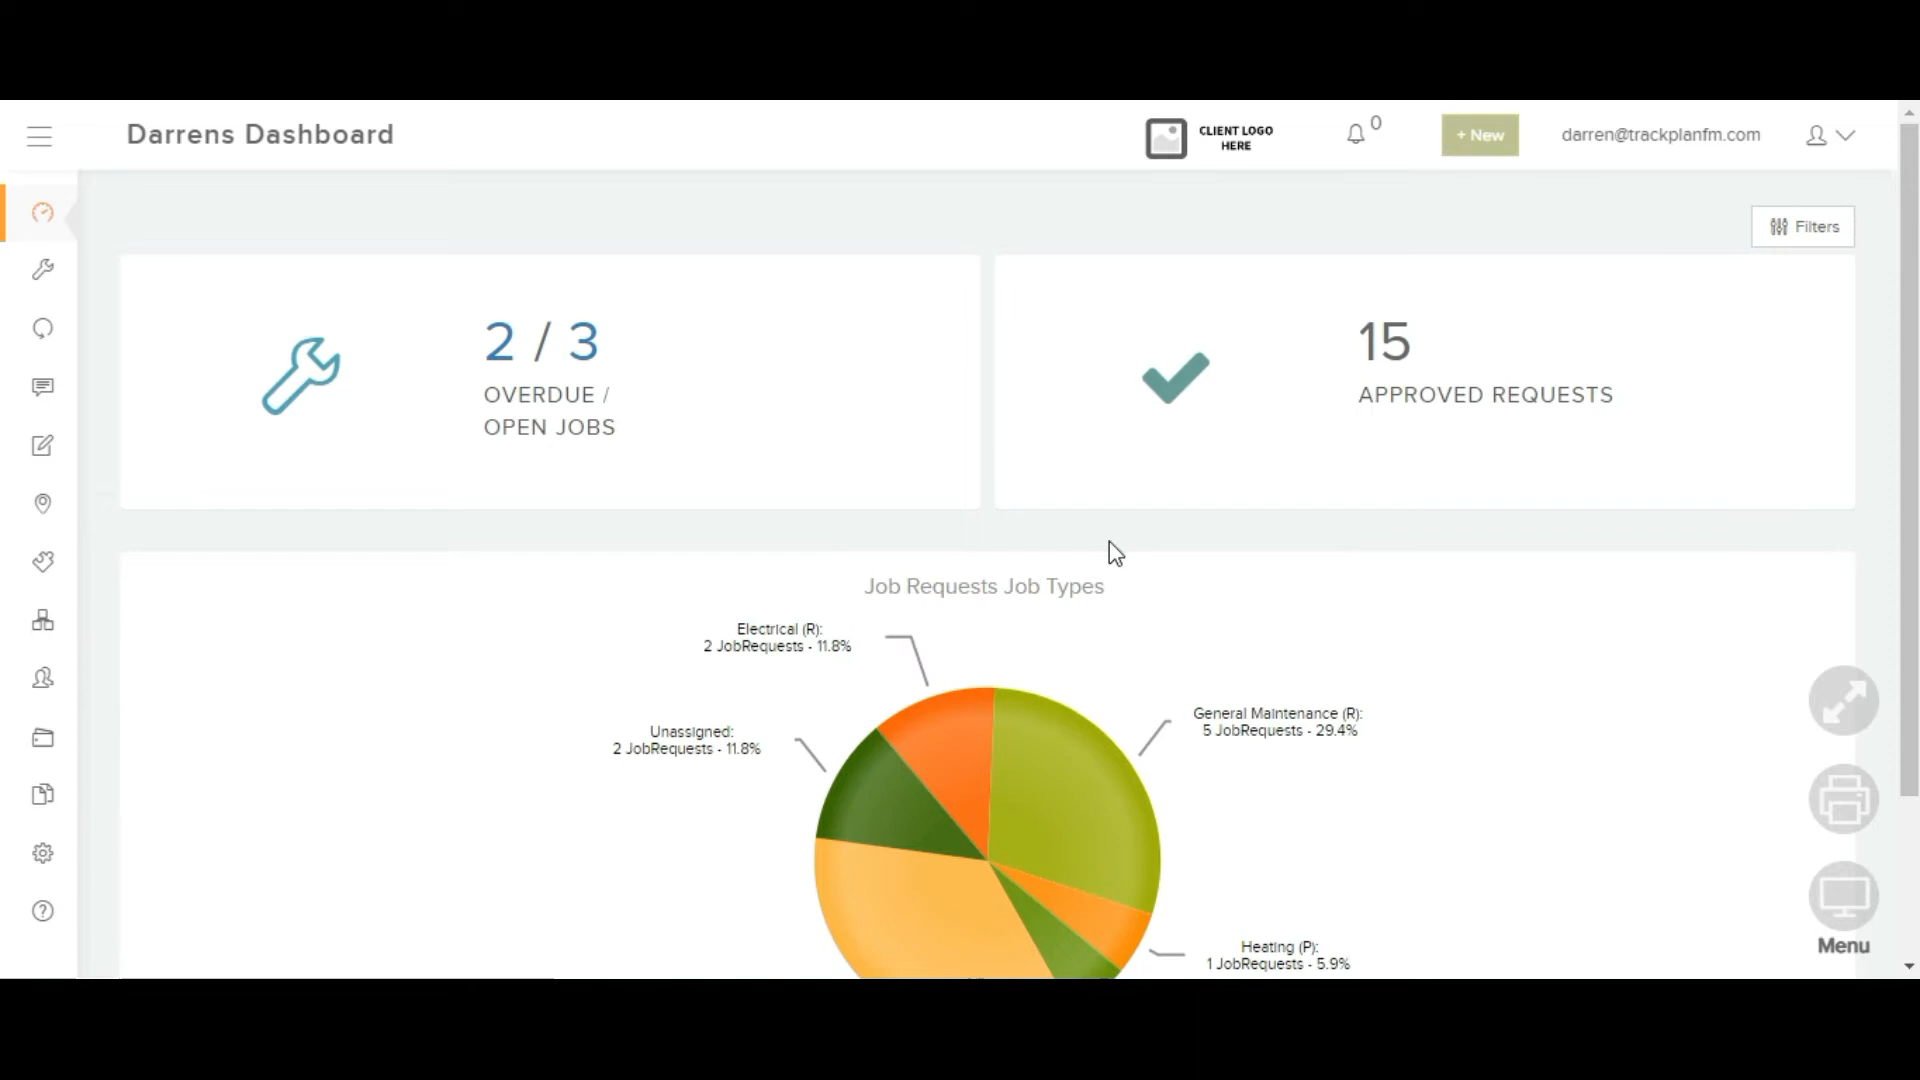 Darrens Dashboard
CLIENT LOGO
HERE
0
+ New
darren@trackplanfm.com
Filters
2 / 3
OVERDUE /
OPEN JOBS
15
APPROVED REQUESTS
Job Requests Job Types
Electrical (R):
2 JobRequests - 11.8%
General Maintenance (R):
5 JobRequests - 29.4%
Unassigned:
2 JobRequests - 11.8%
Heating (P):
1 JobRequests - 5.9%
Menu